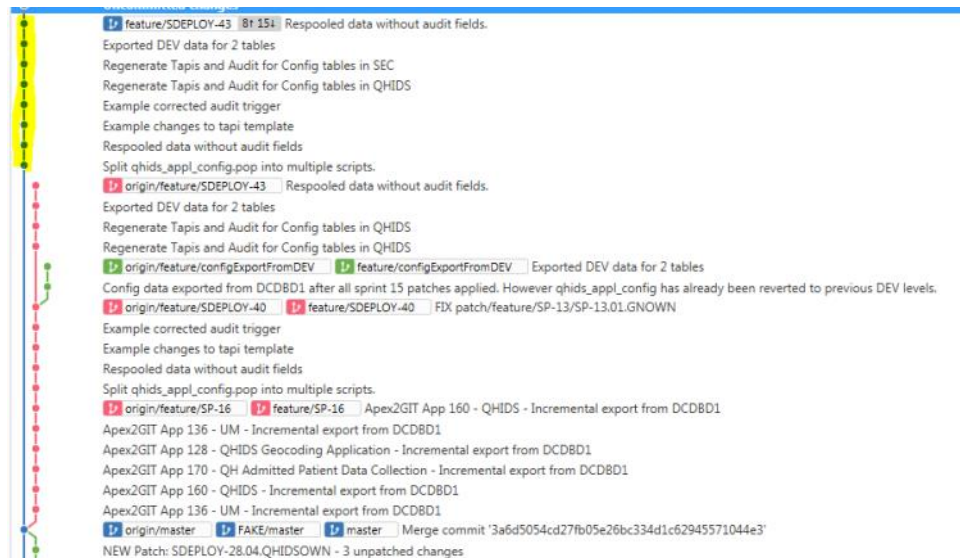 Uncommitted changes
feature/SDEPLOY-43 8↑ 15↓ Respooled data without audit fields.
Exported DEV data for 2 tables
Regenerate Tapis and Audit for Config tables in SEC
Regenerate Tapis and Audit for Config tables in QHIDS
Example corrected audit trigger
Example changes to tapi template
Respooled data without audit fields
Split qhids_appl_config.pop into multiple scripts.
origin/feature/SDEPLOY-43 Respooled data without audit fields.
Exported DEV data for 2 tables
Regenerate Tapis and Audit for Config tables in QHIDS
Regenerate Tapis and Audit for Config tables in QHIDS
origin/feature/configExportFromDEV feature/configExportFromDEV Exported DEV data for 2 tables
Config data exported from DCDBD1 after all sprint 15 patches applied. However qhids_appl_config has already been reverted to previous DEV levels.
origin/feature/SDEPLOY-40 feature/SDEPLOY-40 FIX patch/feature/SP-13/SP-13.01.GNOWN
Example corrected audit trigger
Example changes to tapi template
Respooled data without audit fields
Split qhids_appl_config.pop into multiple scripts.
origin/feature/SP-16 feature/SP-16 Apex2GIT App 160 - QHIDS - Incremental export from DCDBD1
Apex2GIT App 136 - UM - Incremental export from DCDBD1
Apex2GIT App 128 - QHIDS Geocoding Application - Incremental export from DCDBD1
Apex2GIT App 170 - QH Admitted Patient Data Collection - Incremental export from DCDBD1
Apex2GIT App 160 - QHIDS - Incremental export from DCDBD1
Apex2GIT App 136 - UM - Incremental export from DCDBD1
origin/master FAKE/master master Merge commit '3a6d5054cd27fb05e26bc334d1c62945571044e3'
NEW Patch: SDEPLOY-28.04.QHIDSOWN - 3 unpatched changes